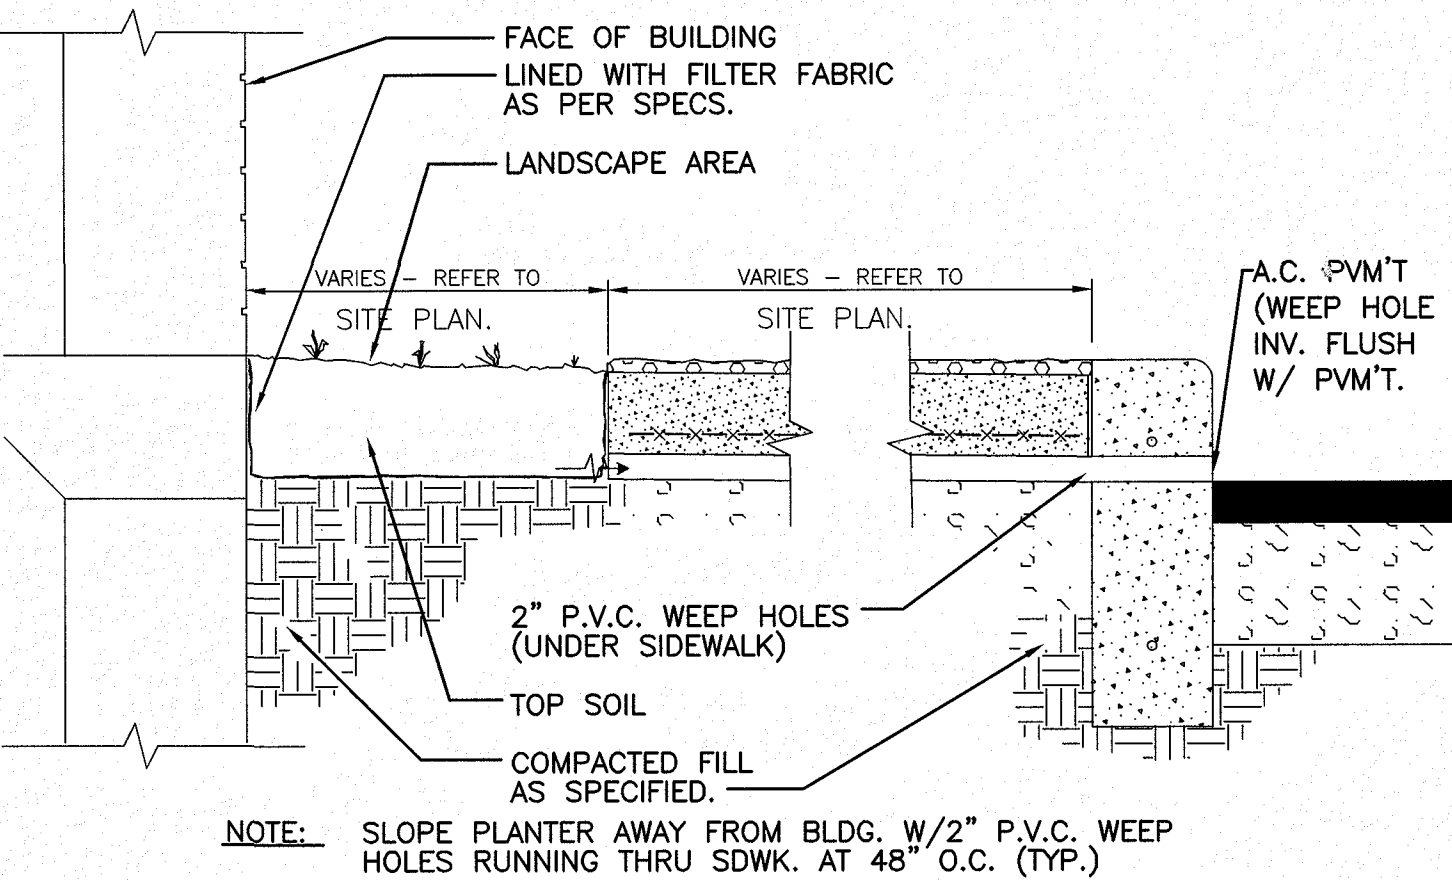 FACE OF BUILDING
LINED WITH FILTER FABRIC
AS PER SPECS.
LANDSCAPE AREA
VARIES – REFER TO
SITE PLAN.
VARIES – REFER TO
SITE PLAN.
A.C. PVM'T
(WEEP HOLE
INV. FLUSH
W/ PVM'T.
2" P.V.C. WEEP HOLES
(UNDER SIDEWALK)
TOP SOIL
COMPACTED FILL
AS SPECIFIED.
NOTE: SLOPE PLANTER AWAY FROM BLDG. W/2" P.V.C. WEEP
HOLES RUNNING THRU SDWK. AT 48" O.C. (TYP.)